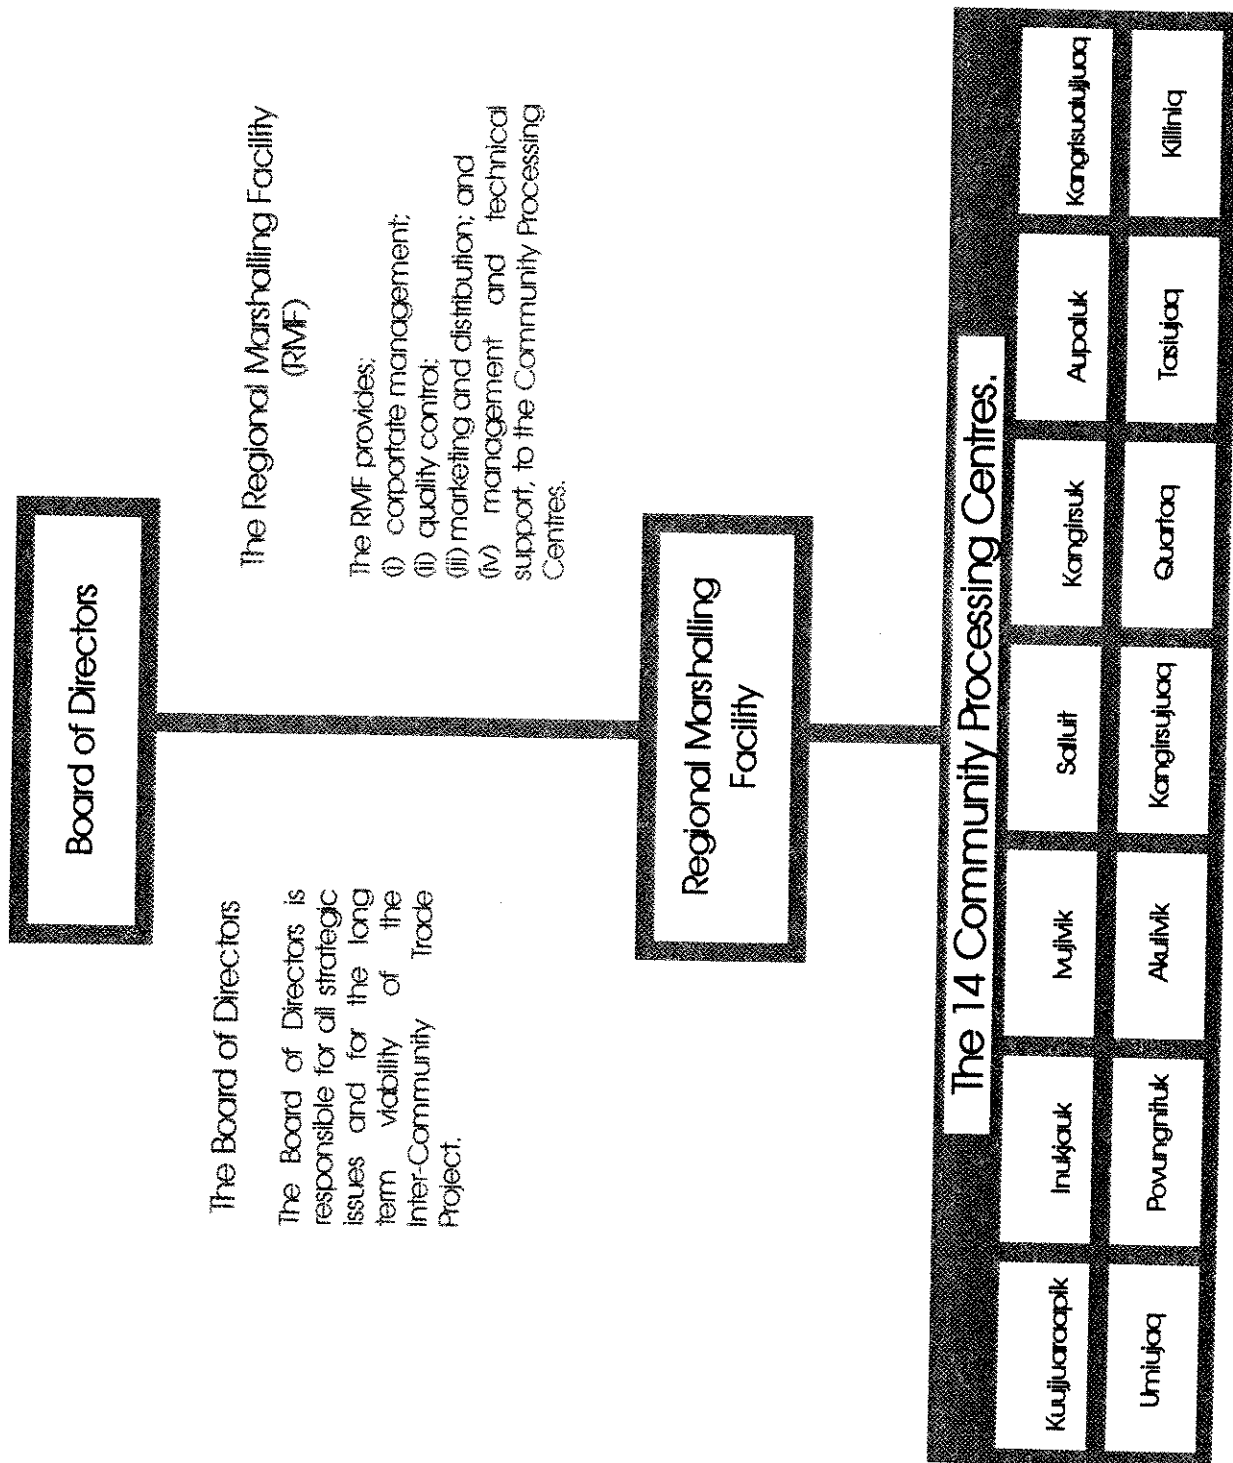 Board of Directors
The Board of Directors
The Board of Directors is
responsible for all strategic
issues and for the long
term viability of the
Inter-Community Trade
Project.
The Regional Marshalling Facility
(RMF)
The RMF provides:
(i) corportate management;
(ii) quality control;
(iii) marketing and distribution; and
(iv) management and technical
support, to the Community Processing
Centres.
Regional Marshalling
Facility
The 14 Community Processing Centres.
Kuujjuaraapik
Inukjauk
Ivujivik
Salluit
Kangirsuk
Aupaluk
Kangrisualujjuaq
Umiujaq
Povungnituk
Akulivik
Kangirsujuaq
Quartaq
Tasiujaq
Killiniq